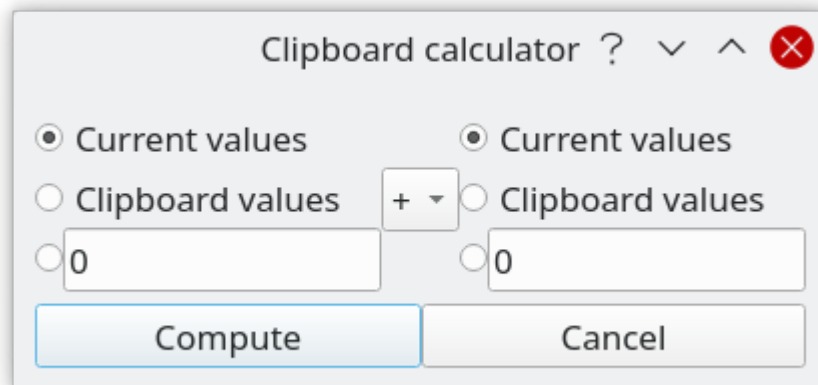 Clipboard calculator ?
Current values Current values
Clipboard values + Clipboard values
0 0
Compute Cancel